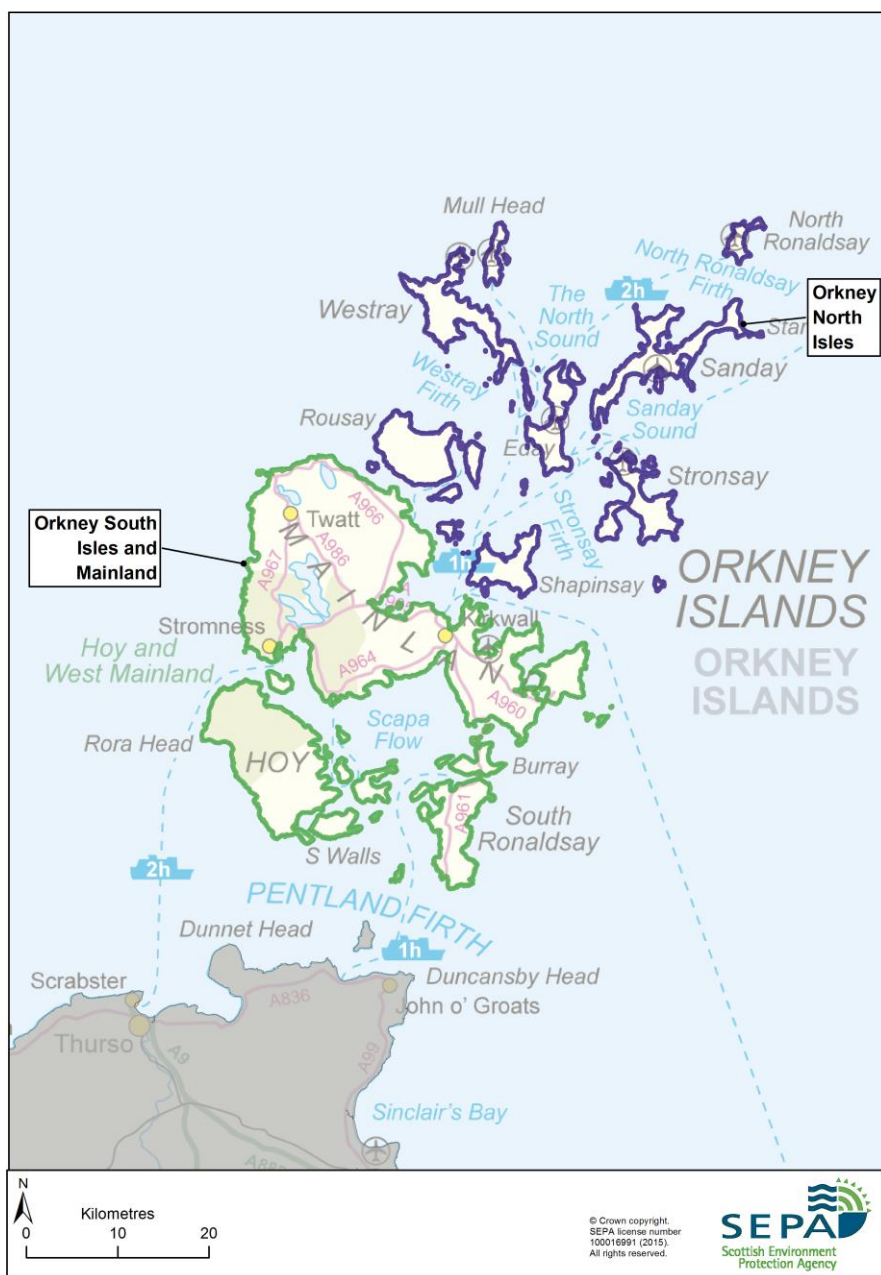 Mull Head
North
Ronaldsay
North Ronaldsay
Firth
2h
The
North
Sound
Westray
Orkney
North
Isles
Sanday
Westray
Firth
Rousay
Sanday
Sound
Eday
Stronsay
Stronsay
Firth
Orkney South
Isles and
Mainland
Twatt
A966
A986
A967
MAINLAND
1h
Shapinsay
ORKNEY
ISLANDS
ORKNEY
ISLANDS
Stromness
Kirkwall
Hoy and
West Mainland
A964
A960
Scapa
Flow
Rora Head
HOY
Burray
A961
South
Ronaldsay
S Walls
2h
PENTLAND FIRTH
Dunnet Head
1h
Duncansby Head
Scrabster
John o' Groats
A836
Thurso
A9
A99
Sinclair's Bay
N
Kilometres
0 10 20
© Crown copyright.
SEPA license number
100016991 (2015).
All rights reserved.
SEPA
Scottish Environment
Protection Agency